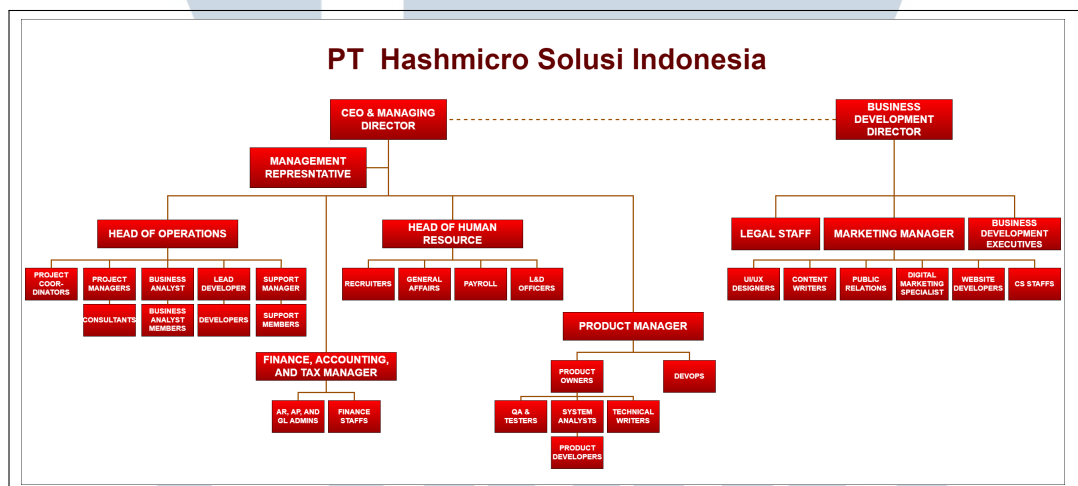 PT Hashmicro Solusi Indonesia
CEO & MANAGING
DIRECTOR
BUSINESS
DEVELOPMENT
DIRECTOR
MANAGEMENT
REPRESNTATIVE
HEAD OF OPERATIONS
HEAD OF HUMAN
RESOURCE
LEGAL STAFF
MARKETING MANAGER
BUSINESS
DEVELOPMENT
EXECUTIVES
PROJECT
COOR-
DINATORS
PROJECT
MANAGERS
BUSINESS
ANALYST
LEAD
DEVELOPER
SUPPORT
MANAGER
RECRUITERS
GENERAL
AFFAIRS
PAYROLL
L&D
OFFICERS
UI/UX
DESIGNERS
CONTENT
WRITERS
PUBLIC
RELATIONS
DIGITAL
MARKETING
SPECIALIST
WEBSITE
DEVELOPERS
CS STAFFS
CONSULTANTS
BUSINESS
ANALYST
MEMBERS
DEVELOPERS
SUPPORT
MEMBERS
PRODUCT MANAGER
FINANCE, ACCOUNTING,
AND TAX MANAGER
PRODUCT
OWNERS
DEVOPS
AR, AP, AND
GL ADMINS
FINANCE
STAFFS
QA &
TESTERS
SYSTEM
ANALYSTS
TECHNICAL
WRITERS
PRODUCT
DEVELOPERS